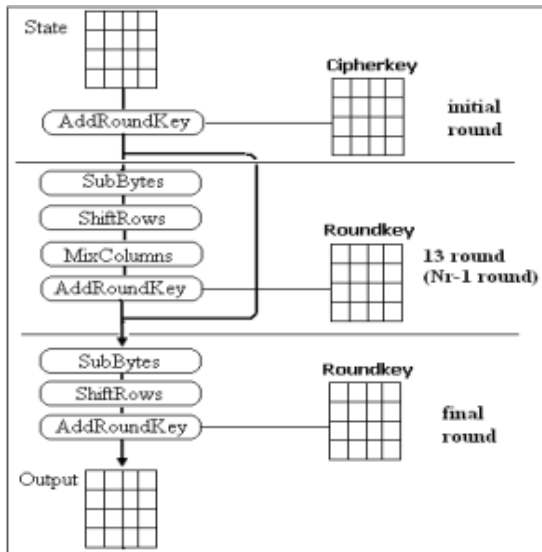 State
Cipherkey
AddRoundKey
initial
round
SubBytes
ShiftRows
MixColumns
AddRoundKey
Roundkey
13 round
(Nr-1 round)
SubBytes
ShiftRows
AddRoundKey
Roundkey
final
round
Output